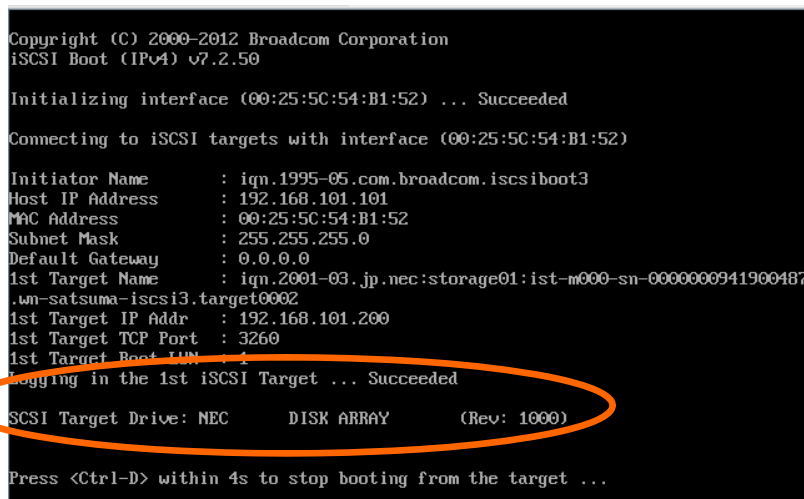 Copyright (C) 2000-2012 Broadcom Corporation
iSCSI Boot (IPv4) v7.2.50
Initializing interface (00:25:5C:54:B1:52) ... Succeeded
Connecting to iSCSI targets with interface (00:25:5C:54:B1:52)
Initiator Name : iqn.1995-05.com.broadcom.iscsiboot3
Host IP Address : 192.168.101.101
MAC Address : 00:25:5C:54:B1:52
Subnet Mask : 255.255.255.0
Default Gateway : 0.0.0.0
1st Target Name : iqn.2001-03.jp.nec:storage01:ist-m000-sn-0000000941900487
.wn-satsuma-iscsi3.target0002
1st Target IP Addr : 192.168.101.200
1st Target TCP Port : 3260
1st Target Boot LUN : 1
Logging in the 1st iSCSI Target ... Succeeded
SCSI Target Drive: NEC DISK ARRAY (Rev: 1000)
Press <Ctrl-D> within 4s to stop booting from the target ...